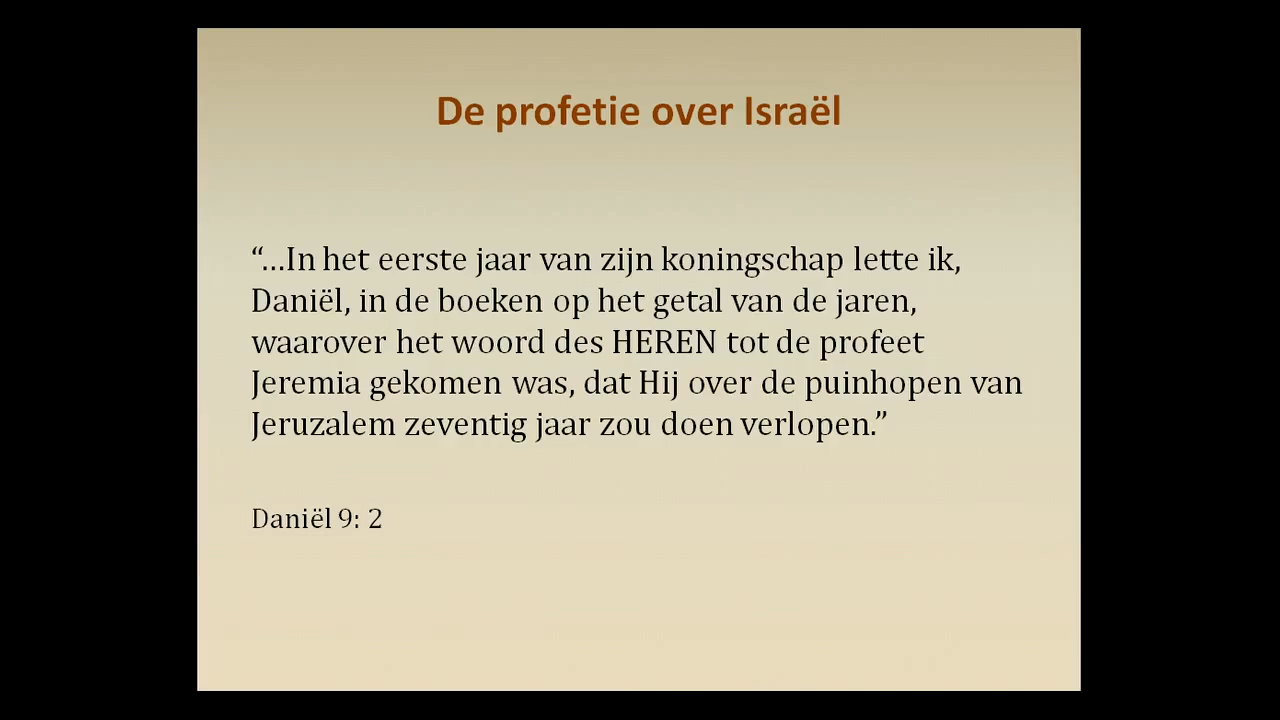 De profetie over Israël
“...In het eerste jaar van zijn koningschap lette ik,
Daniël, in de boeken op het getal van de jaren,
waarover het woord des HEREN tot de profeet
Jeremia gekomen was, dat Hij over de puinhopen van
Jeruzalem zeventig jaar zou doen verlopen.”
Daniël 9: 2